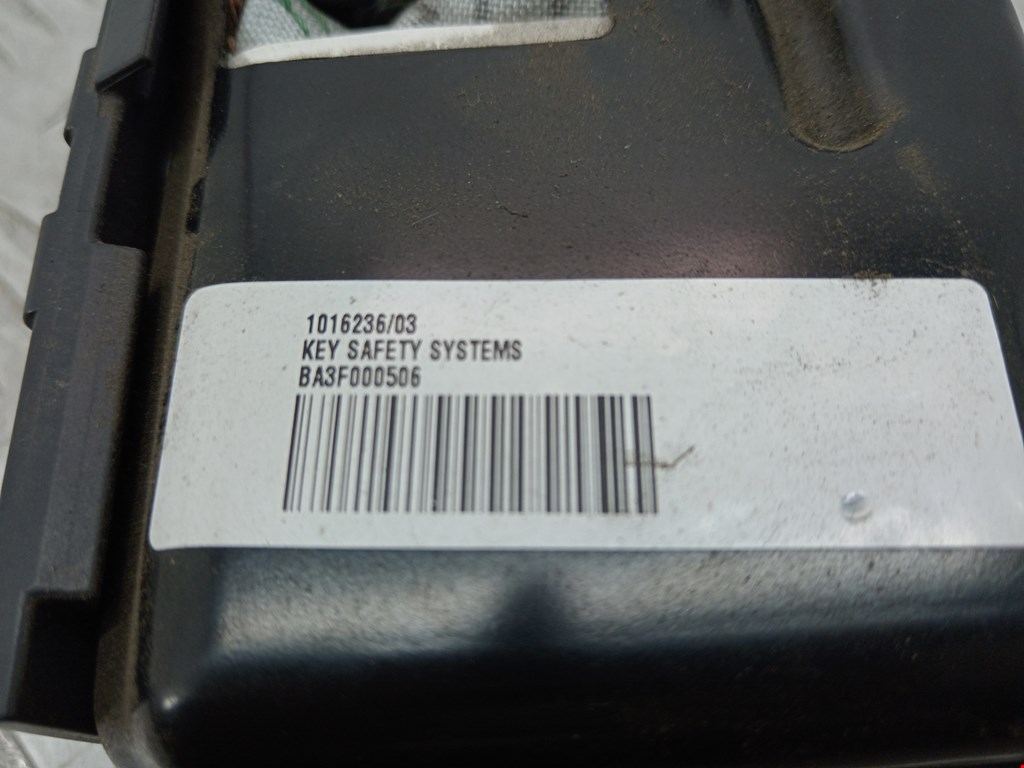 1016236/03
KEY SAFETY SYSTEMS
BA3F000506